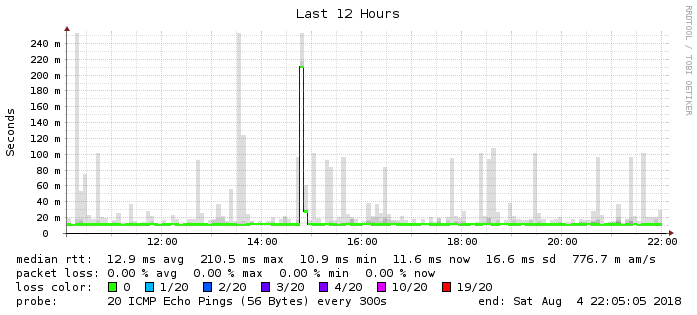 Last 12 Hours
RRDTOOL / TOBI OETIKER
Seconds
240 m
220 m
200 m
180 m
160 m
140 m
120 m
100 m
80 m
60 m
40 m
20 m
0
12:00 14:00 16:00 18:00 20:00 22:00
median rtt: 12.9 ms avg 210.5 ms max 10.9 ms min 11.6 ms now 16.6 ms sd 776.7 m am/s
packet loss: 0.00 % avg 0.00 % max 0.00 % min 0.00 % now
loss color: 0 1/20 2/20 3/20 4/20 10/20 19/20
probe: 20 ICMP Echo Pings (56 Bytes) every 300s end: Sat Aug 4 22:05:05 2018